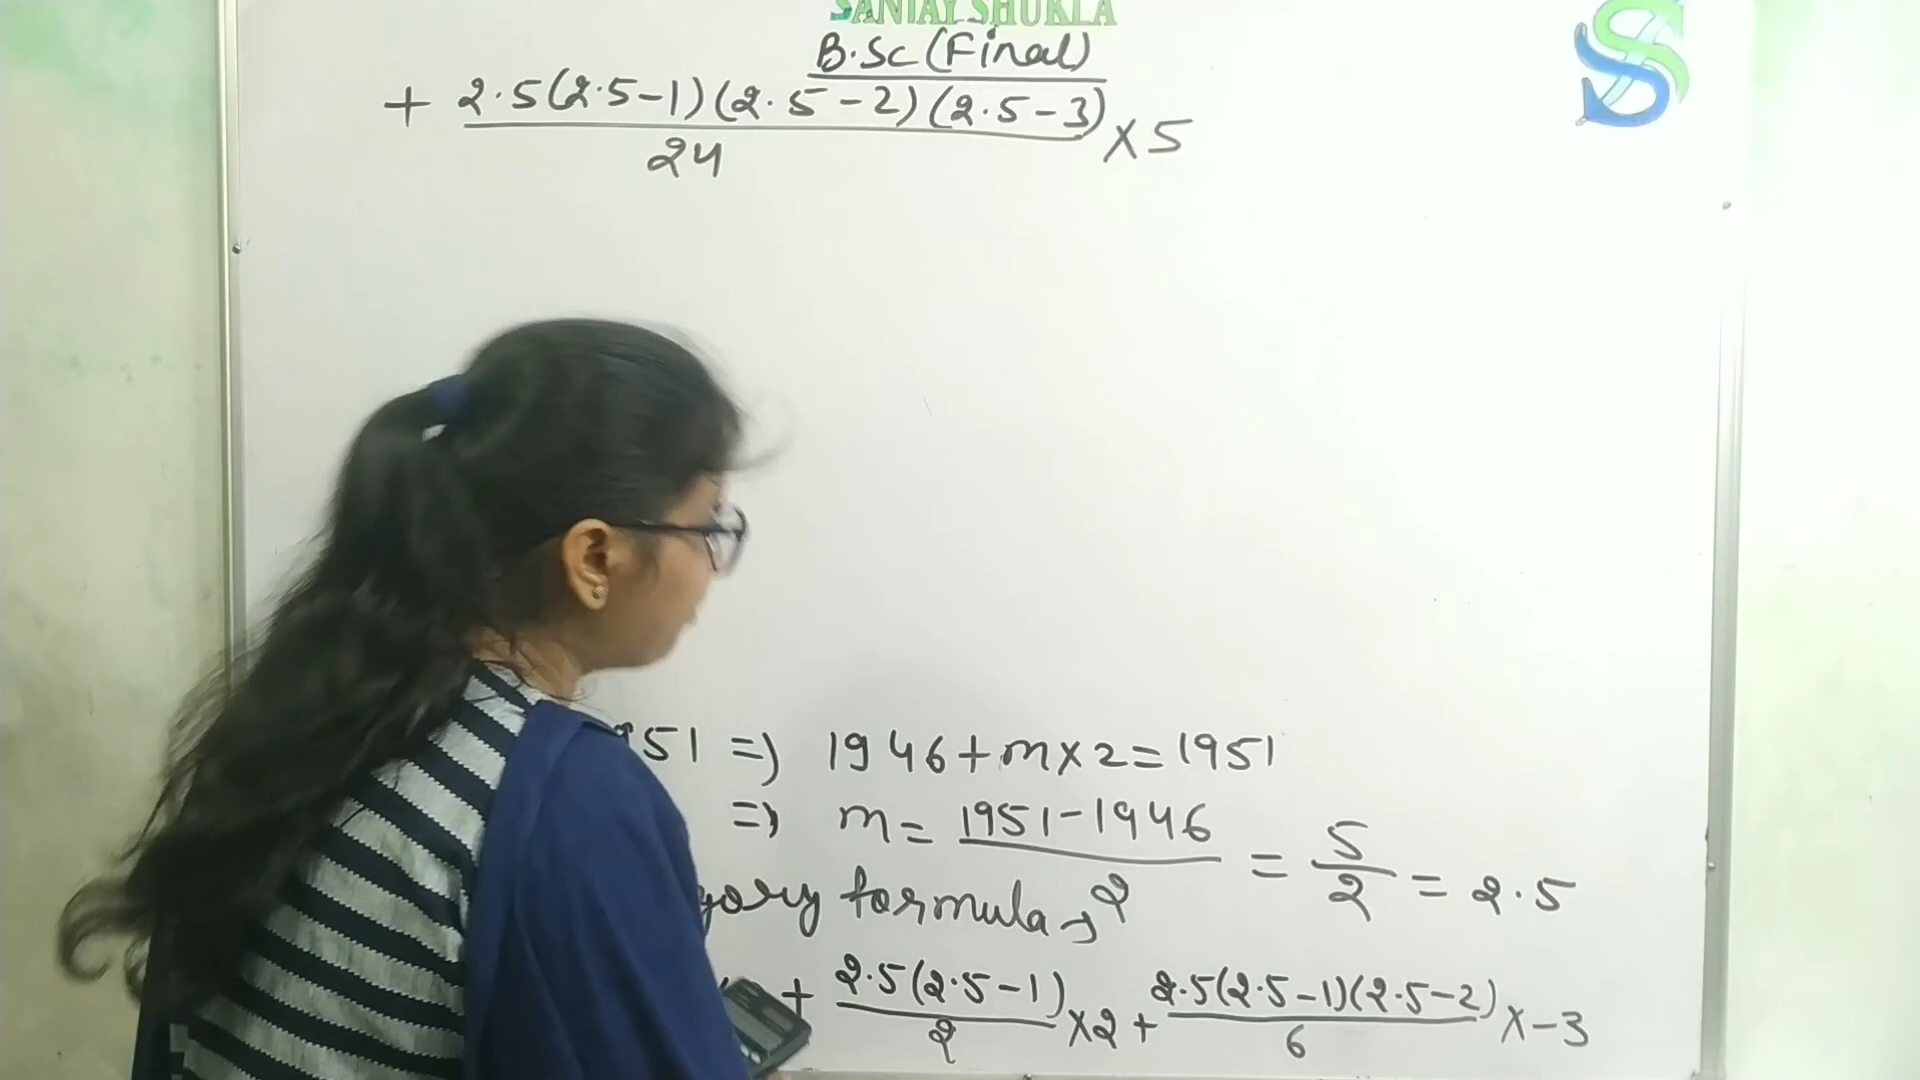 SANJAY SHUKLA
B.Sc (Final)
+ 2.5(2.5-1)(2.5-2)(2.5-3)/24 ×5
51 => 1946+m×2=1951
=> m = 1951-1946/2 = 5/2 = 2.5
gory formula,
+ 2.5(2.5-1)/2 ×2 + 2.5(2.5-1)(2.5-2)/6 ×-3